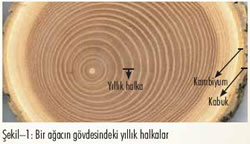 Yıllık halka
Kambiyum
Kabuk
Şekil–1: Bir ağacın gövdesindeki yıllık halkalar